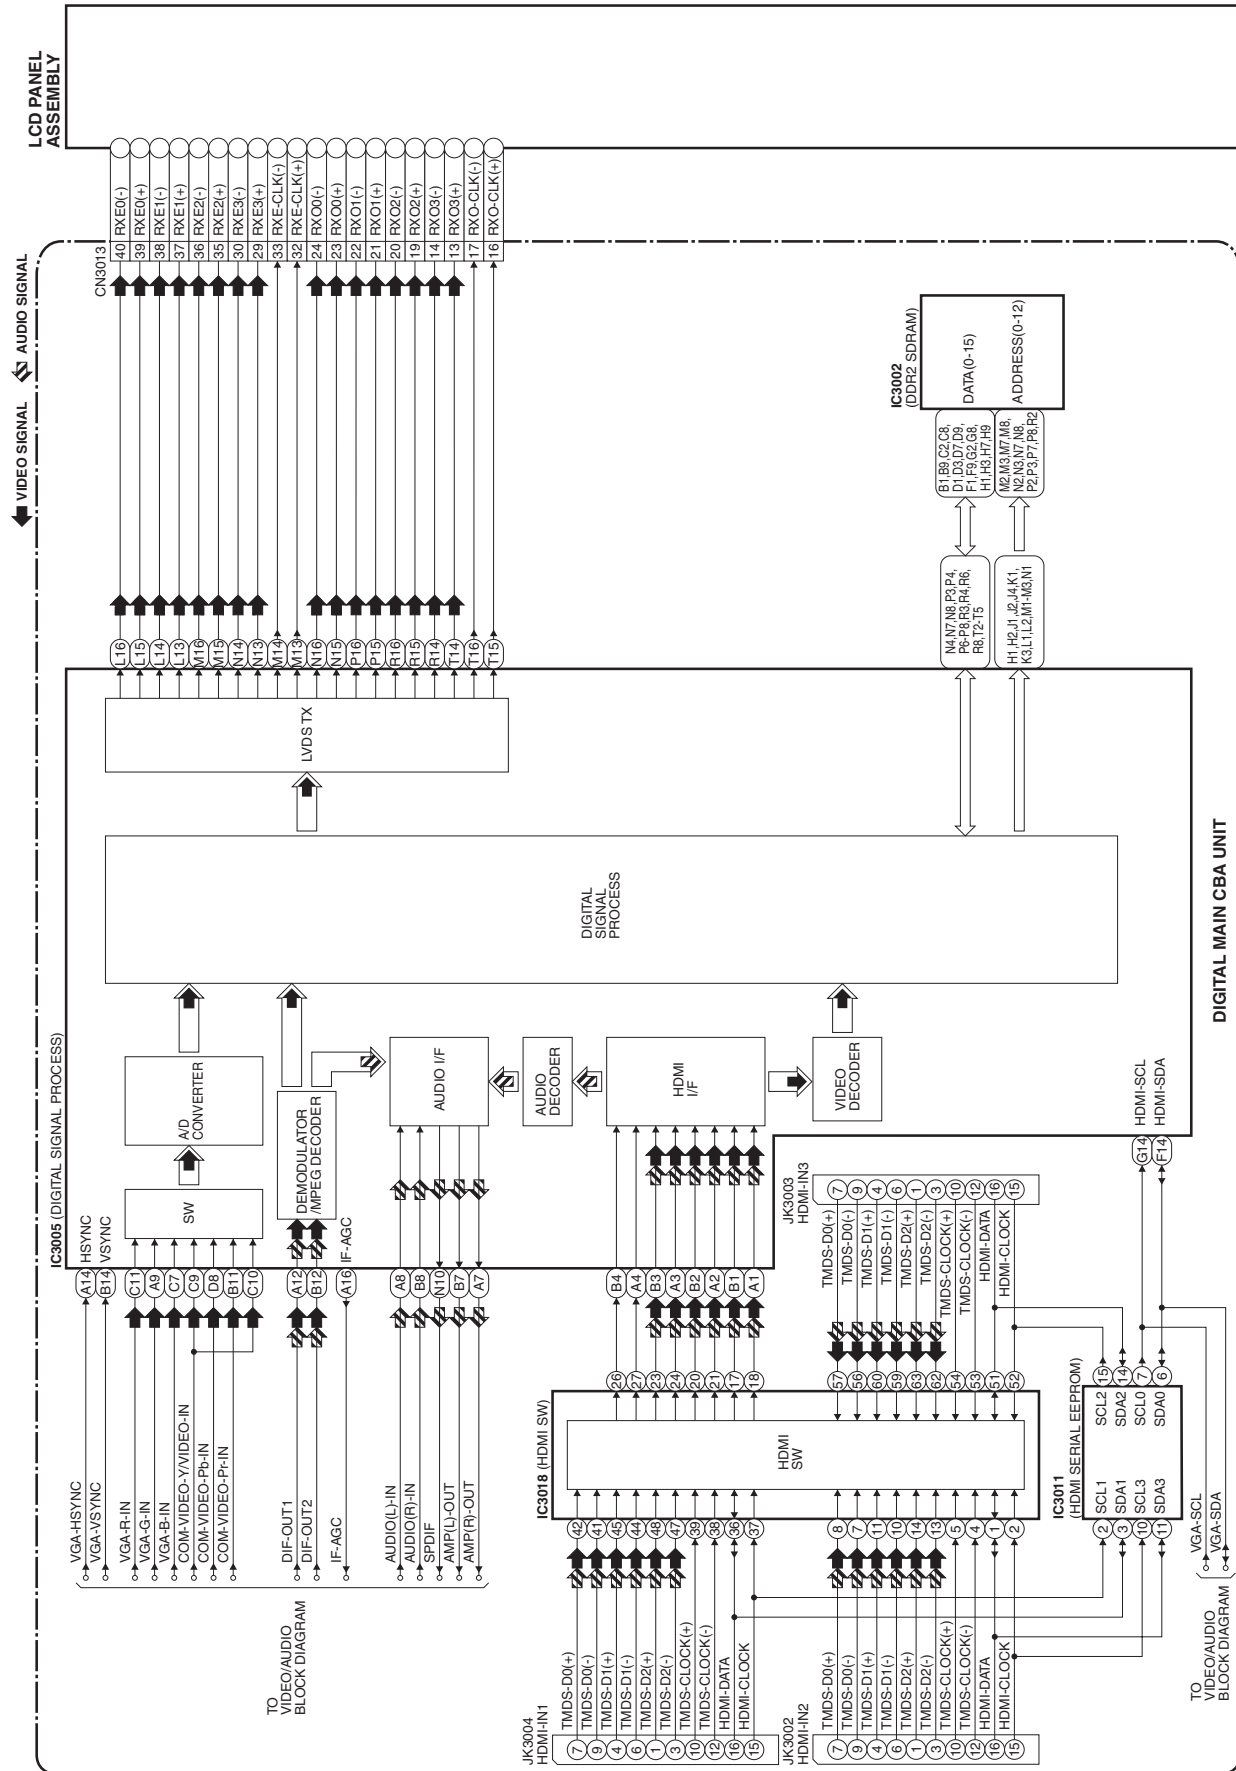 VIDEO SIGNAL
AUDIO SIGNAL
LCD PANEL
ASSEMBLY
CN3013
40 RXE0(-)
39 RXE0(+)
38 RXE1(-)
37 RXE1(+)
36 RXE2(-)
35 RXE2(+)
30 RXE3(-)
29 RXE3(+)
33 RXE-CLK(-)
32 RXE-CLK(+)
24 RXO0(-)
23 RXO0(+)
22 RXO1(-)
21 RXO1(+)
20 RXO2(-)
19 RXO2(+)
14 RXO3(-)
13 RXO3(+)
17 RXO-CLK(-)
16 RXO-CLK(+)
L16
L15
L14
L13
M16
M15
N14
N13
M14
M13
N16
N15
P16
P15
R16
R15
R14
T14
T16
T15
LVDS TX
DIGITAL
SIGNAL
PROCESS
IC3002
(DDR2 SDRAM)
DATA(0-15)
ADDRESS(0-12)
B1,B9,C2,C8,
D1,D3,D7,D9,
F1,F9,G2,G8,
H1,H3,H7,H9
M2,M3,M7,M8,
N2,N3,N7,N8,
P2,P3,P7,P8,R2
N4,N7,N8,P3,P4,
P6-P8,R3,R4,R6,
R8,T2-T5
H1,H2,J1,J2,J4,K1,
K3,L1,L2,M1-M3,N1
DIGITAL MAIN CBA UNIT
IC3005 (DIGITAL SIGNAL PROCESS)
A/D
CONVERTER
SW
DEMODULATOR
/MPEG DECODER
AUDIO I/F
AUDIO
DECODER
HDMI
I/F
VIDEO
DECODER
A14 HSYNC
B14 VSYNC
C11
A9
C7
C9
D8
B11
C10
A12
B12
A16 IF-AGC
A8
B8
N10
B7
A7
B4
A4
B3
A3
B2
A2
B1
A1
G14 HDMI-SCL
F14 HDMI-SDA
VGA-HSYNC
VGA-VSYNC
VGA-R-IN
VGA-G-IN
VGA-B-IN
COM-VIDEO-Y/VIDEO-IN
COM-VIDEO-Pb-IN
COM-VIDEO-Pr-IN
DIF-OUT1
DIF-OUT2
IF-AGC
AUDIO(L)-IN
AUDIO(R)-IN
SPDIF
AMP(L)-OUT
AMP(R)-OUT
TO
VIDEO/AUDIO
BLOCK DIAGRAM
JK3003
HDMI-IN3
TMDS-D0(+) 7
TMDS-D0(-) 9
TMDS-D1(+) 4
TMDS-D1(-) 6
TMDS-D2(+) 1
TMDS-D2(-) 3
TMDS-CLOCK(+) 10
TMDS-CLOCK(-) 12
HDMI-DATA 16
HDMI-CLOCK 15
IC3018 (HDMI SW)
HDMI
SW
26
27
23
24
20
21
17
18
57
56
60
59
63
62
54
53
51
52
42
41
45
44
48
47
39
38
36
37
8
7
11
10
14
13
5
4
1
2
JK3004
HDMI-IN1
7 TMDS-D0(+)
9 TMDS-D0(-)
4 TMDS-D1(+)
6 TMDS-D1(-)
1 TMDS-D2(+)
3 TMDS-D2(-)
10 TMDS-CLOCK(+)
12 TMDS-CLOCK(-)
16 HDMI-DATA
15 HDMI-CLOCK
JK3002
HDMI-IN2
7 TMDS-D0(+)
9 TMDS-D0(-)
4 TMDS-D1(+)
6 TMDS-D1(-)
1 TMDS-D2(+)
3 TMDS-D2(-)
10 TMDS-CLOCK(+)
12 TMDS-CLOCK(-)
16 HDMI-DATA
15 HDMI-CLOCK
IC3011
(HDMI SERIAL EEPROM)
2 SCL1 SCL2 15
3 SDA1 SDA2 14
10 SCL3 SCL0 7
11 SDA3 SDA0 6
VGA-SCL
VGA-SDA
TO
VIDEO/AUDIO
BLOCK DIAGRAM